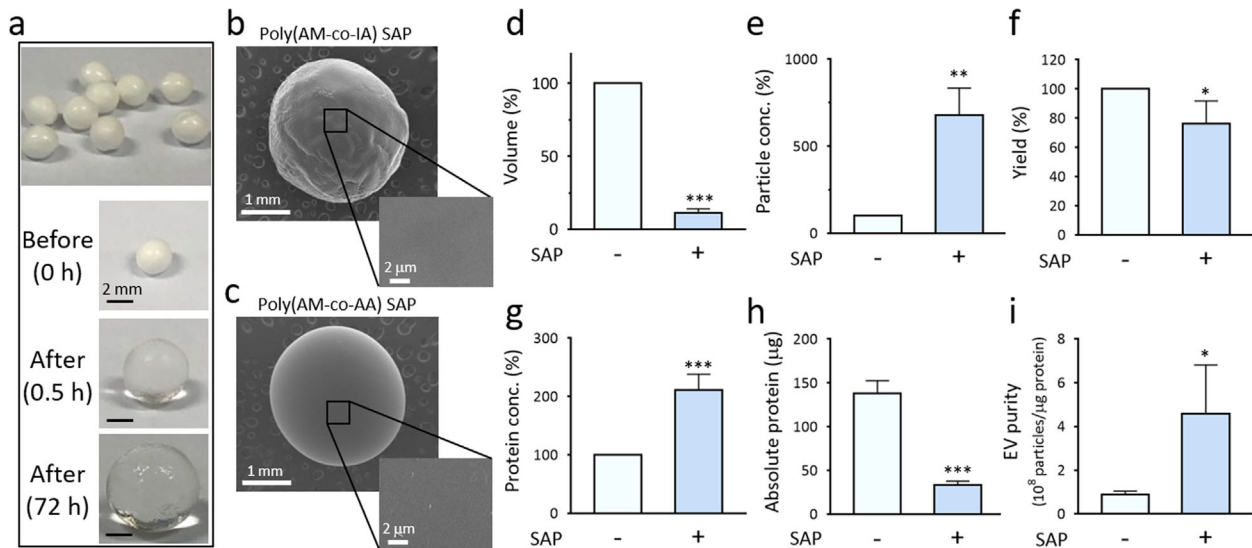 a
Before
(0 h)
2 mm
After
(0.5 h)
After
(72 h)
b
Poly(AM-co-IA) SAP
1 mm
2 μm
c
Poly(AM-co-AA) SAP
1 mm
2 μm
d
Volume (%)
100
50
0
***
SAP - +
e
Particle conc. (%)
1000
500
0
**
SAP - +
f
Yield (%)
120
100
80
60
40
20
0
*
SAP - +
g
Protein conc. (%)
300
200
100
0
***
SAP - +
h
Absolute protein (μg)
200
150
100
50
0
***
SAP - +
i
EV purity
(10⁸ particles/μg protein)
8
6
4
2
0
*
SAP - +